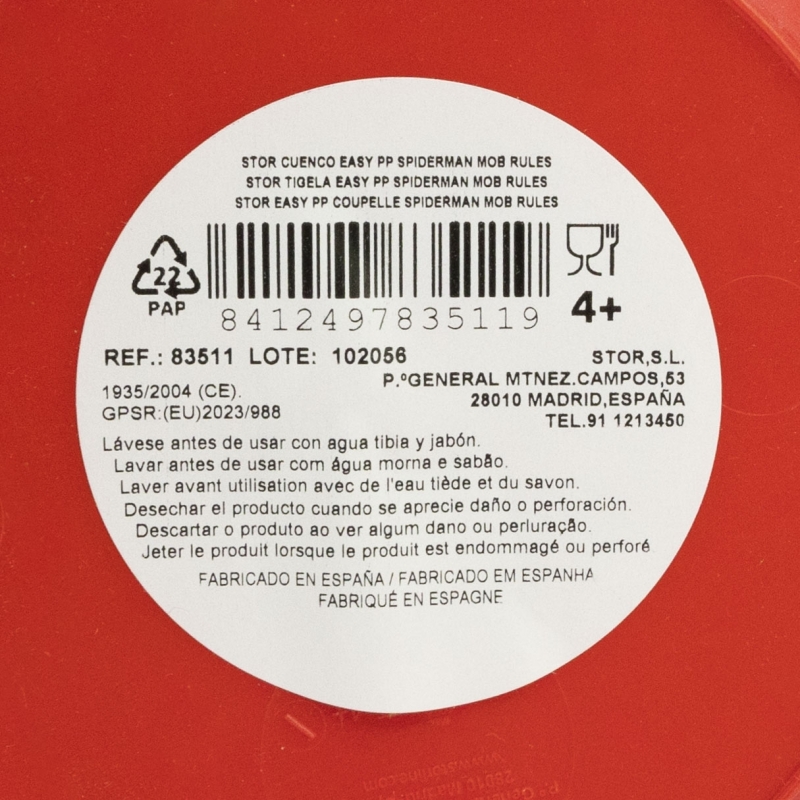 STOR CUENCO EASY PP SPIDERMAN MOB RULES
STOR TIGELA EASY PP SPIDERMAN MOB RULES
STOR EASY PP COUPELLE SPIDERMAN MOB RULES
22
PAP
8412497835119
4+
REF.: 83511 LOTE: 102056
STOR,S.L.
P.ºGENERAL MTNEZ.CAMPOS,53
28010 MADRID,ESPAÑA
TEL.91 1213450
1935/2004 (CE).
GPSR:(EU)2023/988
Lávese antes de usar con agua tibia y jabón.
Lavar antes de usar com água morna e sabão.
Laver avant utilisation avec de l'eau tiède et du savon.
Desechar el producto cuando se aprecie daño o perforación.
Descartar o produto ao ver algum dano ou perluração.
Jeter le produit lorsque le produit est endommagé ou perforé
FABRICADO EN ESPAÑA / FABRICADO EM ESPANHA
FABRIQUÉ EN ESPAGNE